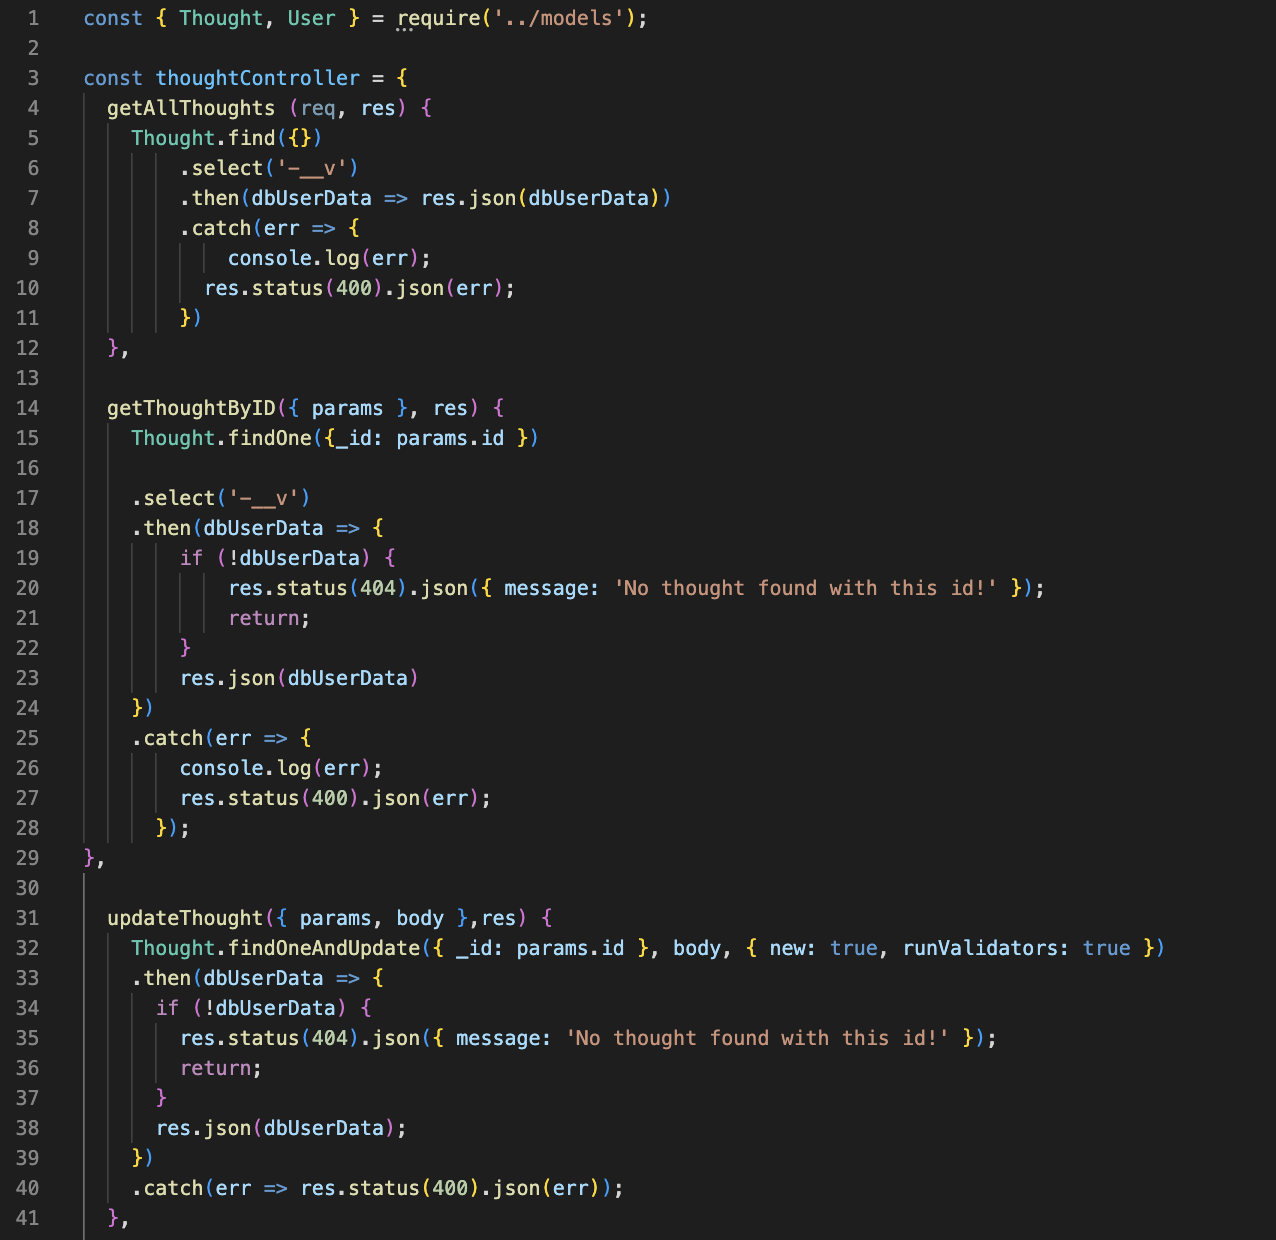 1 const { Thought, User } = require('../models');
2
3 const thoughtController = {
4 getAllThoughts (req, res) {
5 Thought.find({})
6 .select('-__v')
7 .then(dbUserData => res.json(dbUserData))
8 .catch(err => {
9 console.log(err);
10 res.status(400).json(err);
11 })
12 },
13
14 getThoughtByID({ params }, res) {
15 Thought.findOne({_id: params.id })
16
17 .select('-__v')
18 .then(dbUserData => {
19 if (!dbUserData) {
20 res.status(404).json({ message: 'No thought found with this id!' });
21 return;
22 }
23 res.json(dbUserData)
24 })
25 .catch(err => {
26 console.log(err);
27 res.status(400).json(err);
28 });
29 },
30
31 updateThought({ params, body },res) {
32 Thought.findOneAndUpdate({ _id: params.id }, body, { new: true, runValidators: true })
33 .then(dbUserData => {
34 if (!dbUserData) {
35 res.status(404).json({ message: 'No thought found with this id!' });
36 return;
37 }
38 res.json(dbUserData);
39 })
40 .catch(err => res.status(400).json(err));
41 },